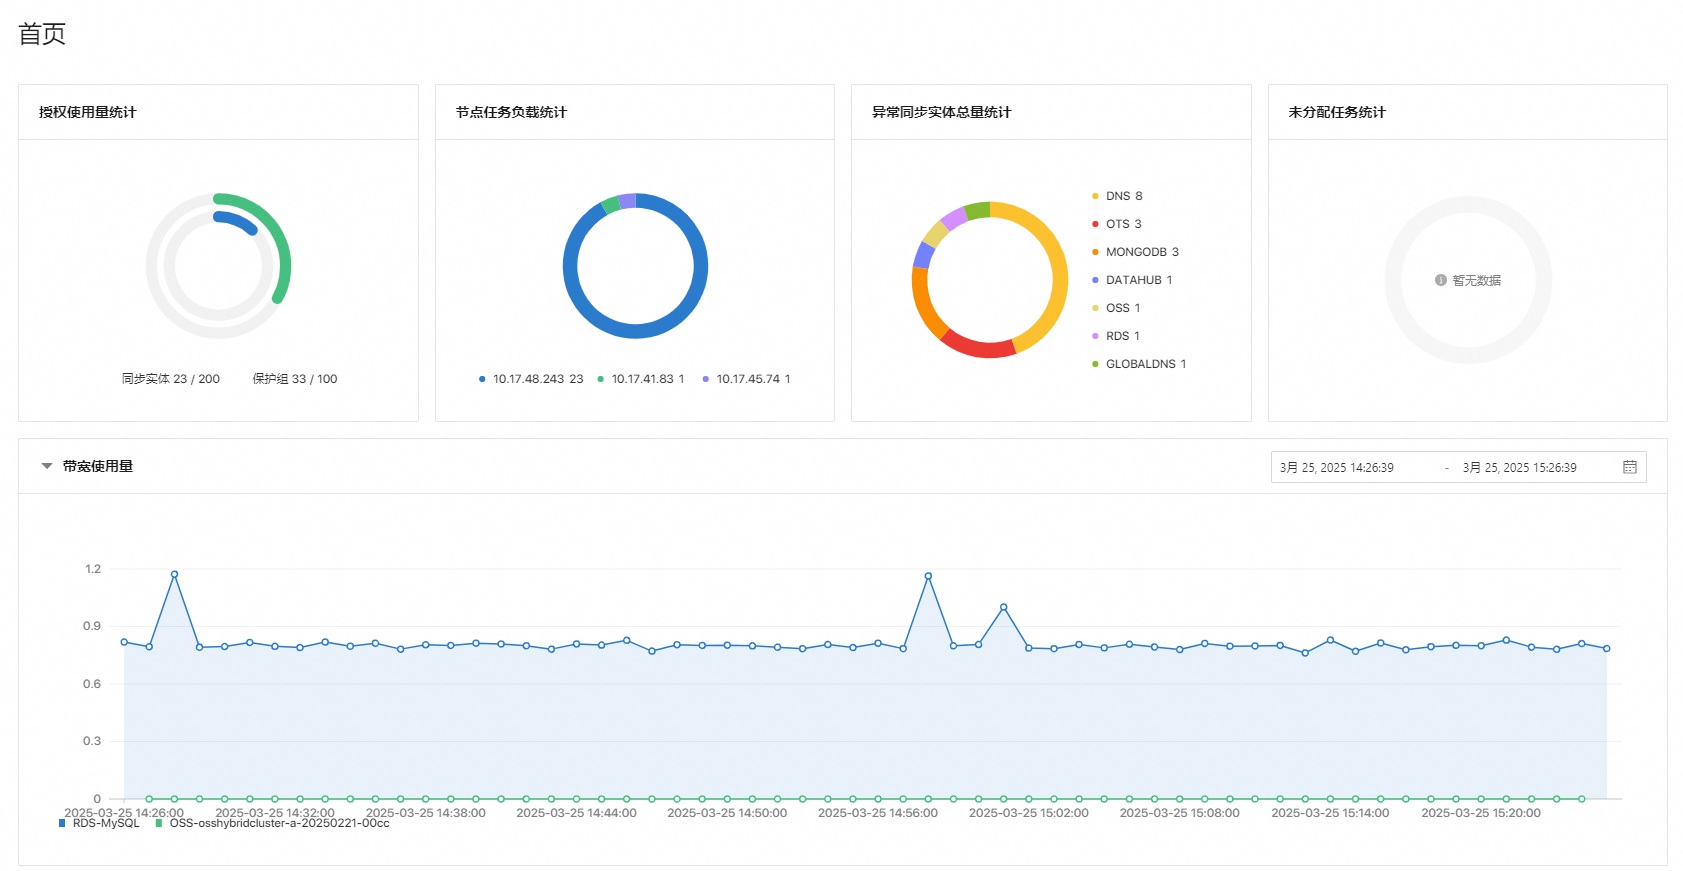 首页
授权使用量统计
同步实体 23 / 200 保护组 33 / 100
节点任务负载统计
10.17.48.243 23 10.17.41.83 1 10.17.45.74 1
异常同步实体总量统计
DNS 8
OTS 3
MONGODB 3
DATAHUB 1
OSS 1
RDS 1
GLOBALDNS 1
未分配任务统计
暂无数据
带宽使用量
3月 25, 2025 14:26:39 - 3月 25, 2025 15:26:39
1.2
0.9
0.6
0.3
0
2025-03-25 14:26:00 2025-03-25 14:32:00 2025-03-25 14:38:00 2025-03-25 14:44:00 2025-03-25 14:50:00 2025-03-25 14:56:00 2025-03-25 15:02:00 2025-03-25 15:08:00 2025-03-25 15:14:00 2025-03-25 15:20:00
RDS-MySQL OSS-osshybridcluster-a-20250221-00cc